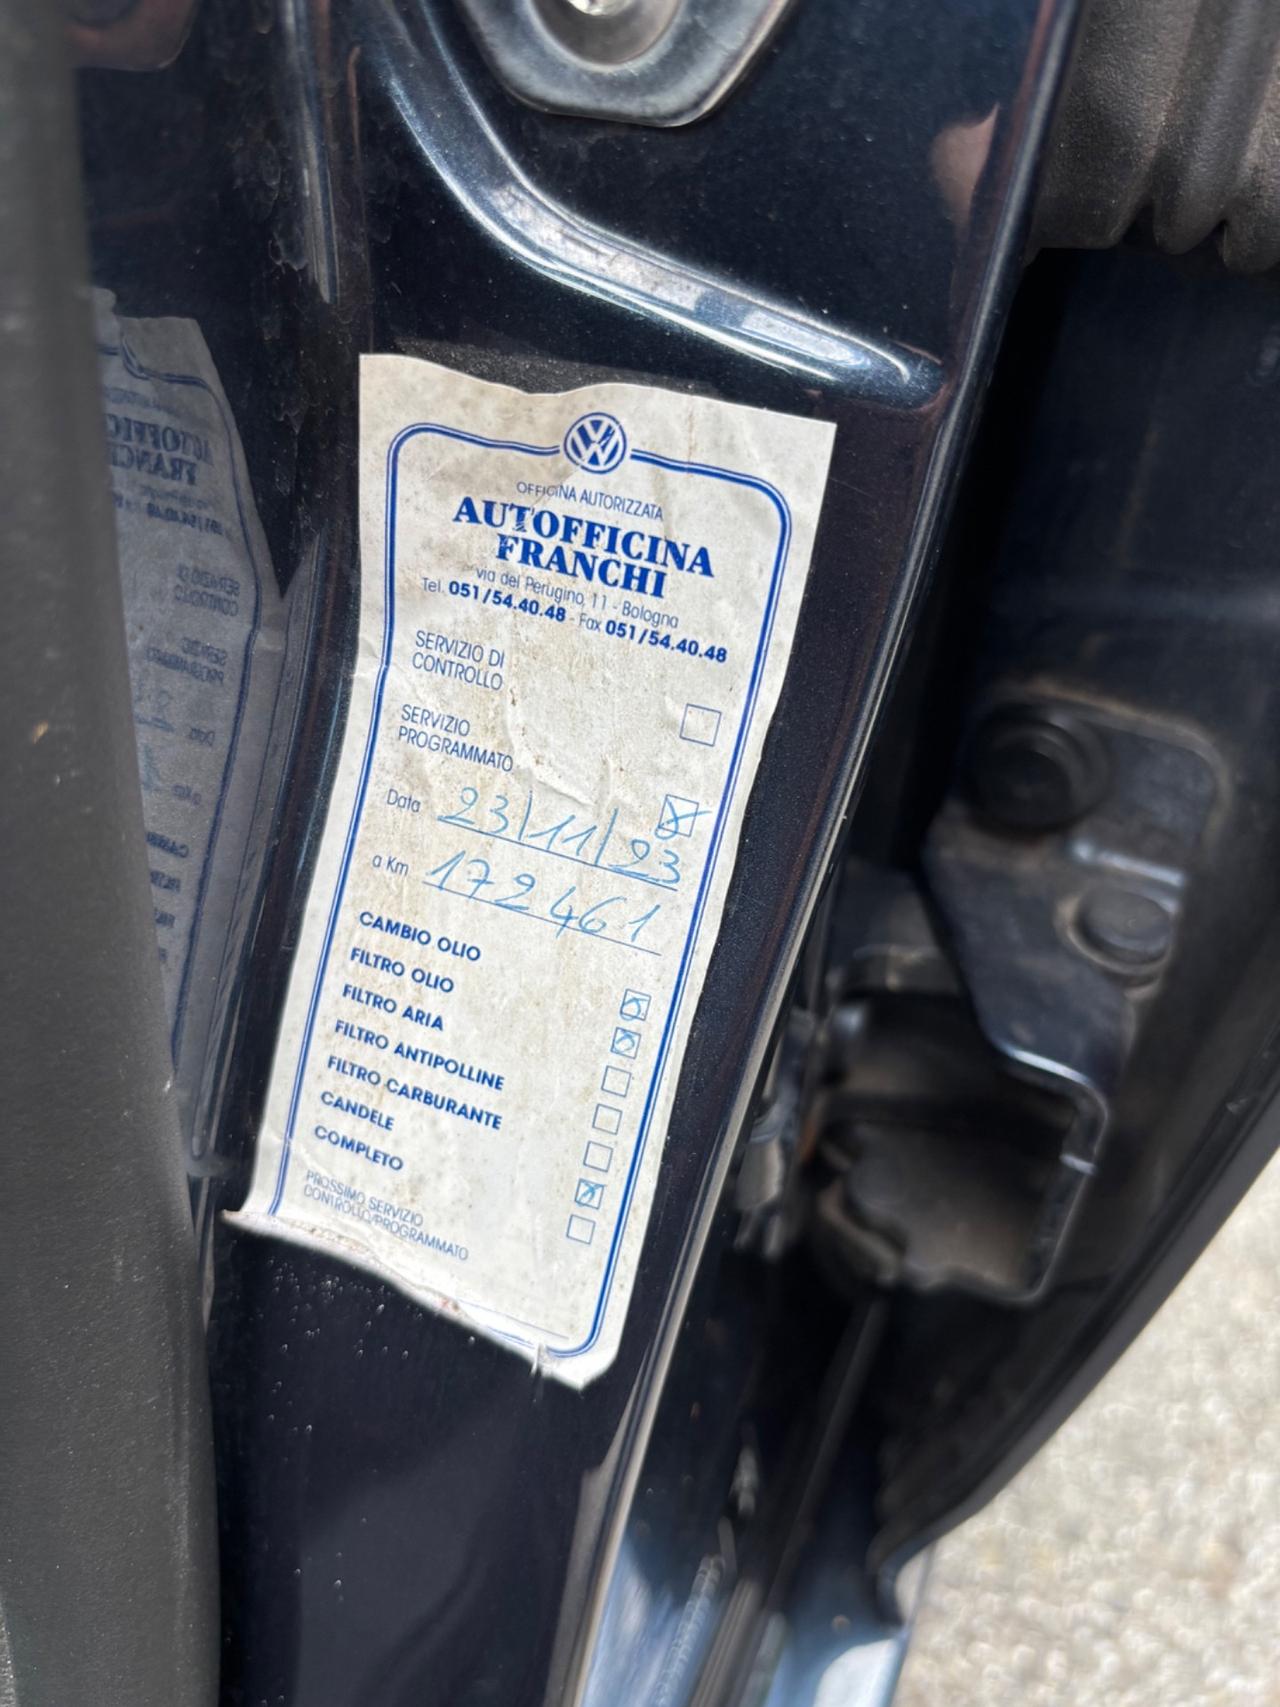 OFFICINA AUTORIZZATA
AUTOFFICINA
FRANCHI
via del Perugino, 11 - Bologna
Tel. 051/54.40.48 - Fax 051/54.40.48
SERVIZIO DI
CONTROLLO
SERVIZIO
PROGRAMMATO
Data 23/11/23
a Km 172461
CAMBIO OLIO
FILTRO OLIO
FILTRO ARIA
FILTRO ANTIPOLLINE
FILTRO CARBURANTE
CANDELE
COMPLETO
PROSSIMO SERVIZIO
CONTROLLO/PROGRAMMATO